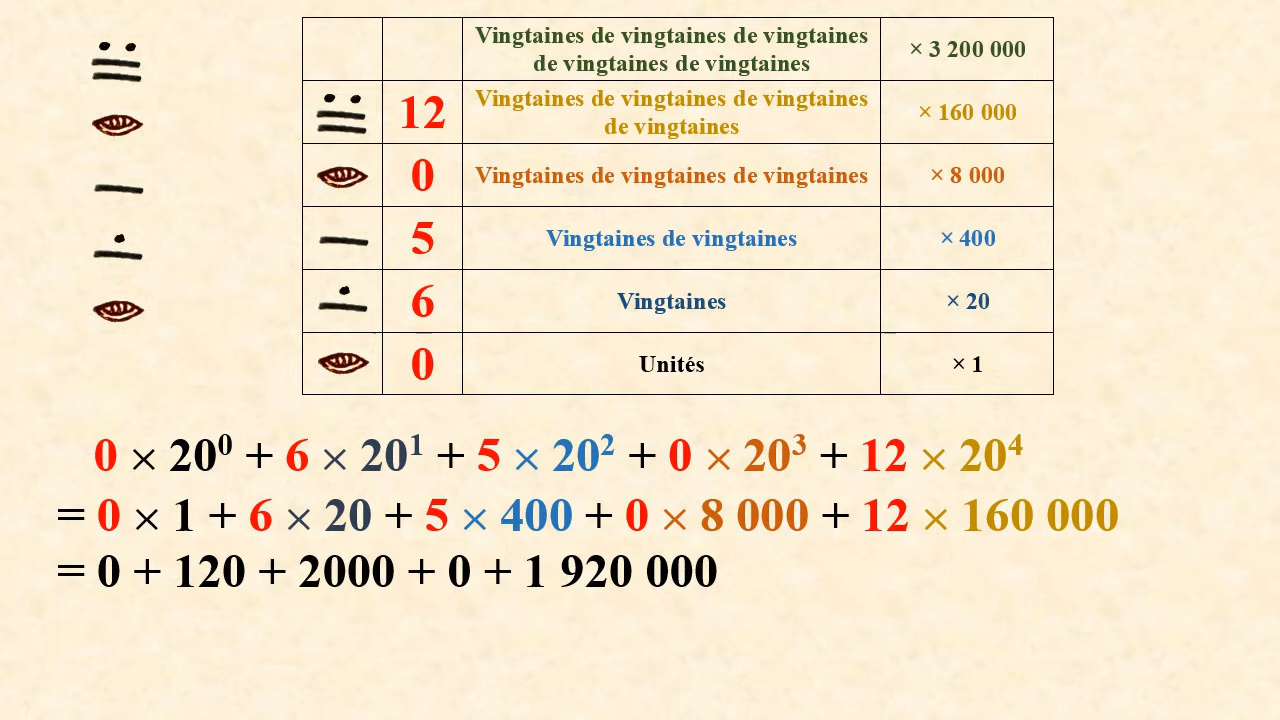 Vingtaines de vingtaines de vingtaines
de vingtaines de vingtaines
× 3 200 000
12
Vingtaines de vingtaines de vingtaines
de vingtaines
× 160 000
0
Vingtaines de vingtaines de vingtaines
× 8 000
5
Vingtaines de vingtaines
× 400
6
Vingtaines
× 20
0
Unités
× 1
0 × 20⁰ + 6 × 20¹ + 5 × 20² + 0 × 20³ + 12 × 20⁴
= 0 × 1 + 6 × 20 + 5 × 400 + 0 × 8 000 + 12 × 160 000
= 0 + 120 + 2000 + 0 + 1 920 000